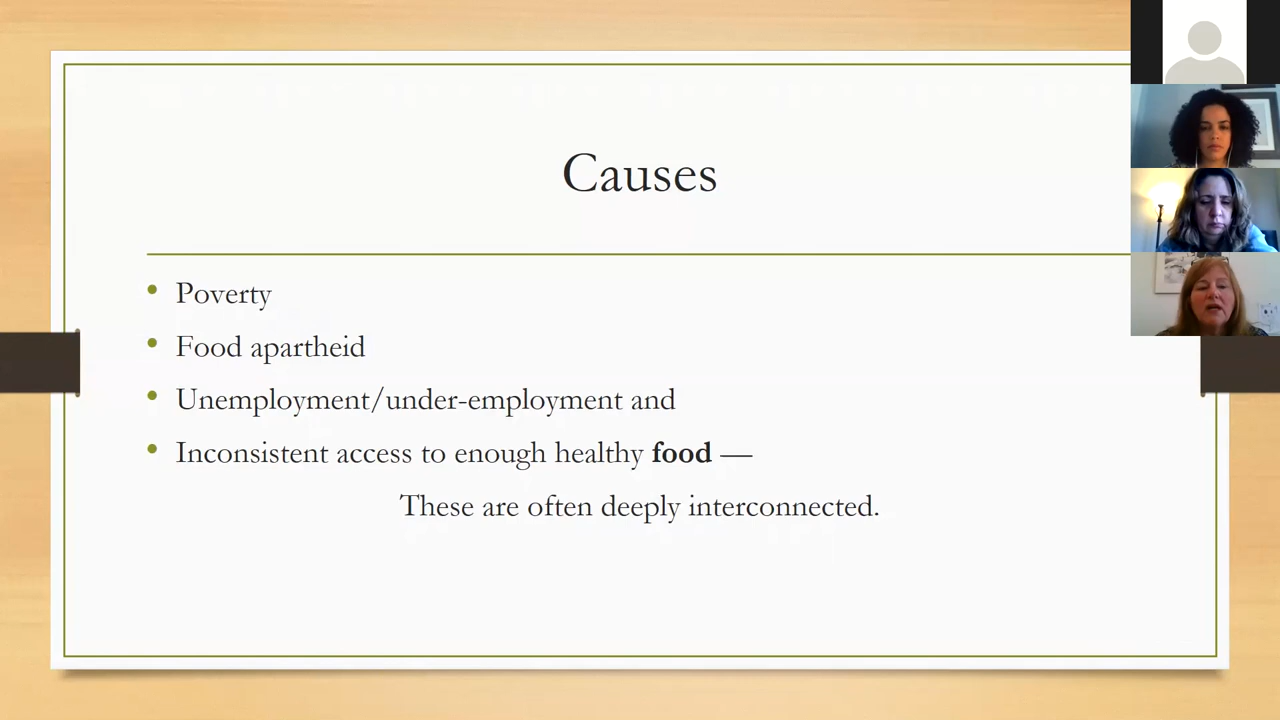 Causes
Poverty
Food apartheid
Unemployment/under-employment and
Inconsistent access to enough healthy food —
These are often deeply interconnected.